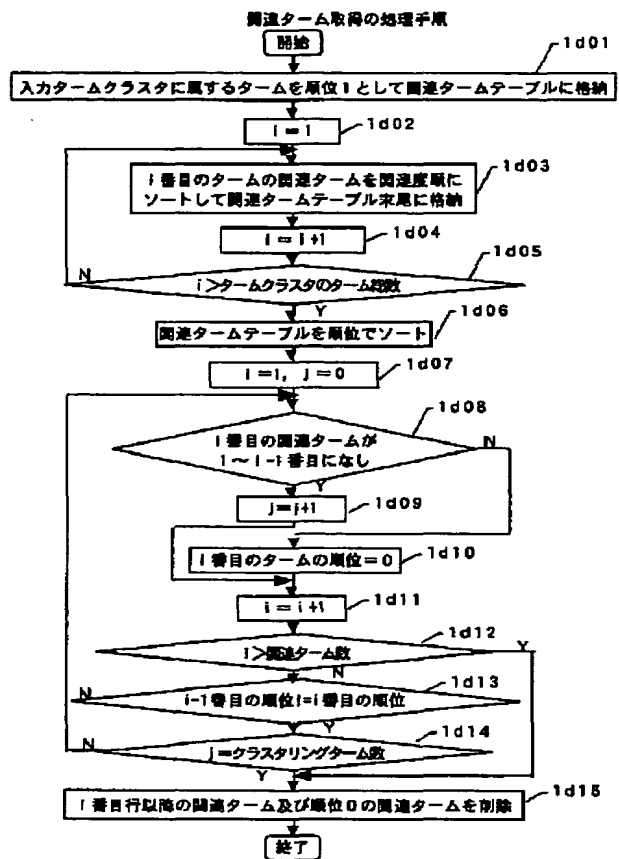 関連ターム取得の処理手順
開始
1d01
入力タームクラスタに属するタームを順位1として関連タームテーブルに格納
i=1
1d02
1d03
i番目のタームの関連タームを関連度順に
ソートして関連タームテーブル末尾に格納
i=i+1
1d04
1d05
N
i>タームクラスタのターム総数
Y
関連タームテーブルを順位でソート
1d06
i=1, j=0
1d07
1d08
i番目の関連タームが
1~i-1番目になし
N
Y
j=j+1
1d09
i番目のタームの順位=0
1d10
i=i+1
1d11
1d12
i>関連ターム数
Y
N
1d13
N
i-1番目の順位!=i番目の順位
Y
1d14
N
j=クラスタリングターム数
Y
1d15
i番目行以降の関連ターム及び順位0の関連タームを削除
終了